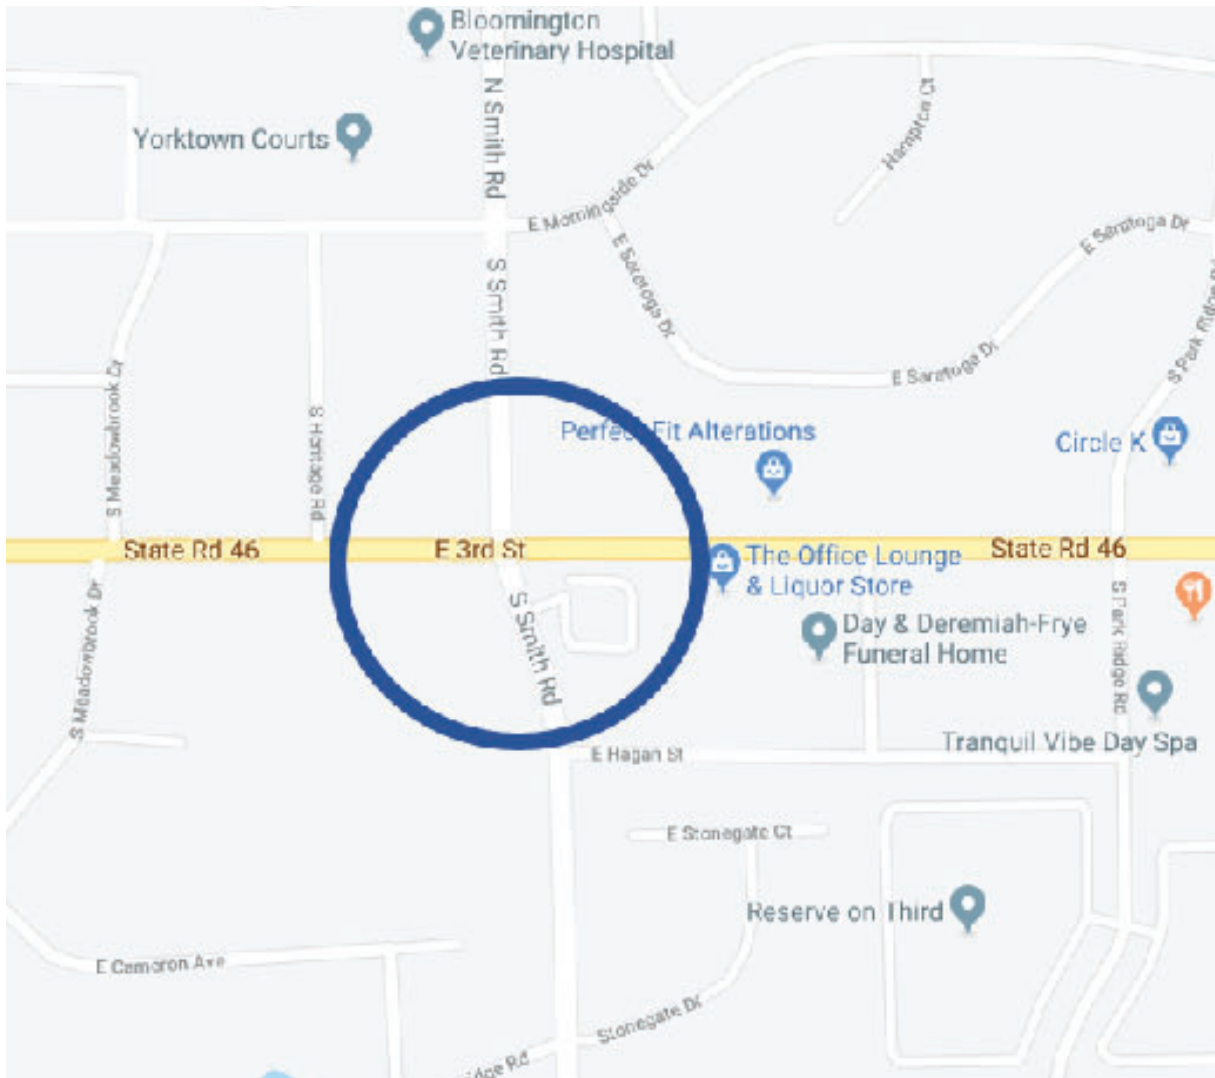 Bloomington
Veterinary Hospital
N Smith Rd
Yorktown Courts
Hampton Ct
E Morningside Dr
E Saratoga Dr
E Saratoga Dr
S Smith Rd
S Park Ridge Rd
E Saratoga Dr
S Meadowbrook Dr
S Heritage Rd
Perfect Fit Alterations
Circle K
State Rd 46
E 3rd St
State Rd 46
The Office Lounge
& Liquor Store
S Meadowbrook Dr
S Smith Rd
Day & Deremiah-Frye
Funeral Home
S Park Ridge Rd
Tranquil Vibe Day Spa
E Hagan St
E Stonegate Ct
Reserve on Third
E Cameron Ave
Stonegate Dr
idge Rd